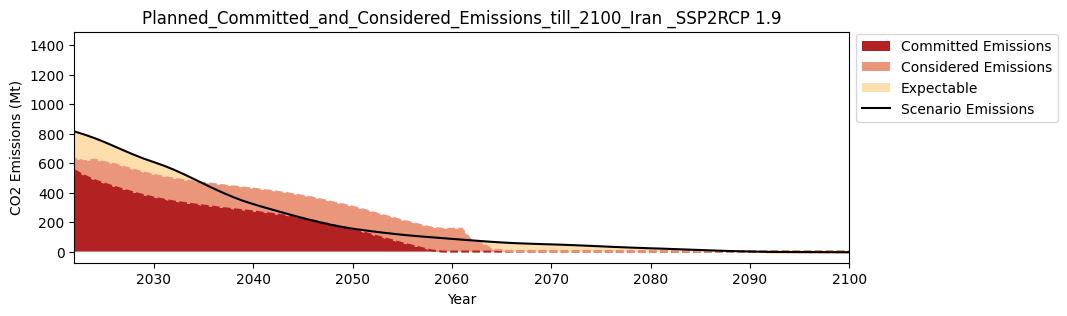 Planned_Committed_and_Considered_Emissions_till_2100_Iran _SSP2RCP 1.9
1400
1200
1000
800
600
400
200
0
CO2 Emissions (Mt)
2030 2040 2050 2060 2070 2080 2090 2100
Year
Committed Emissions
Considered Emissions
Expectable
Scenario Emissions